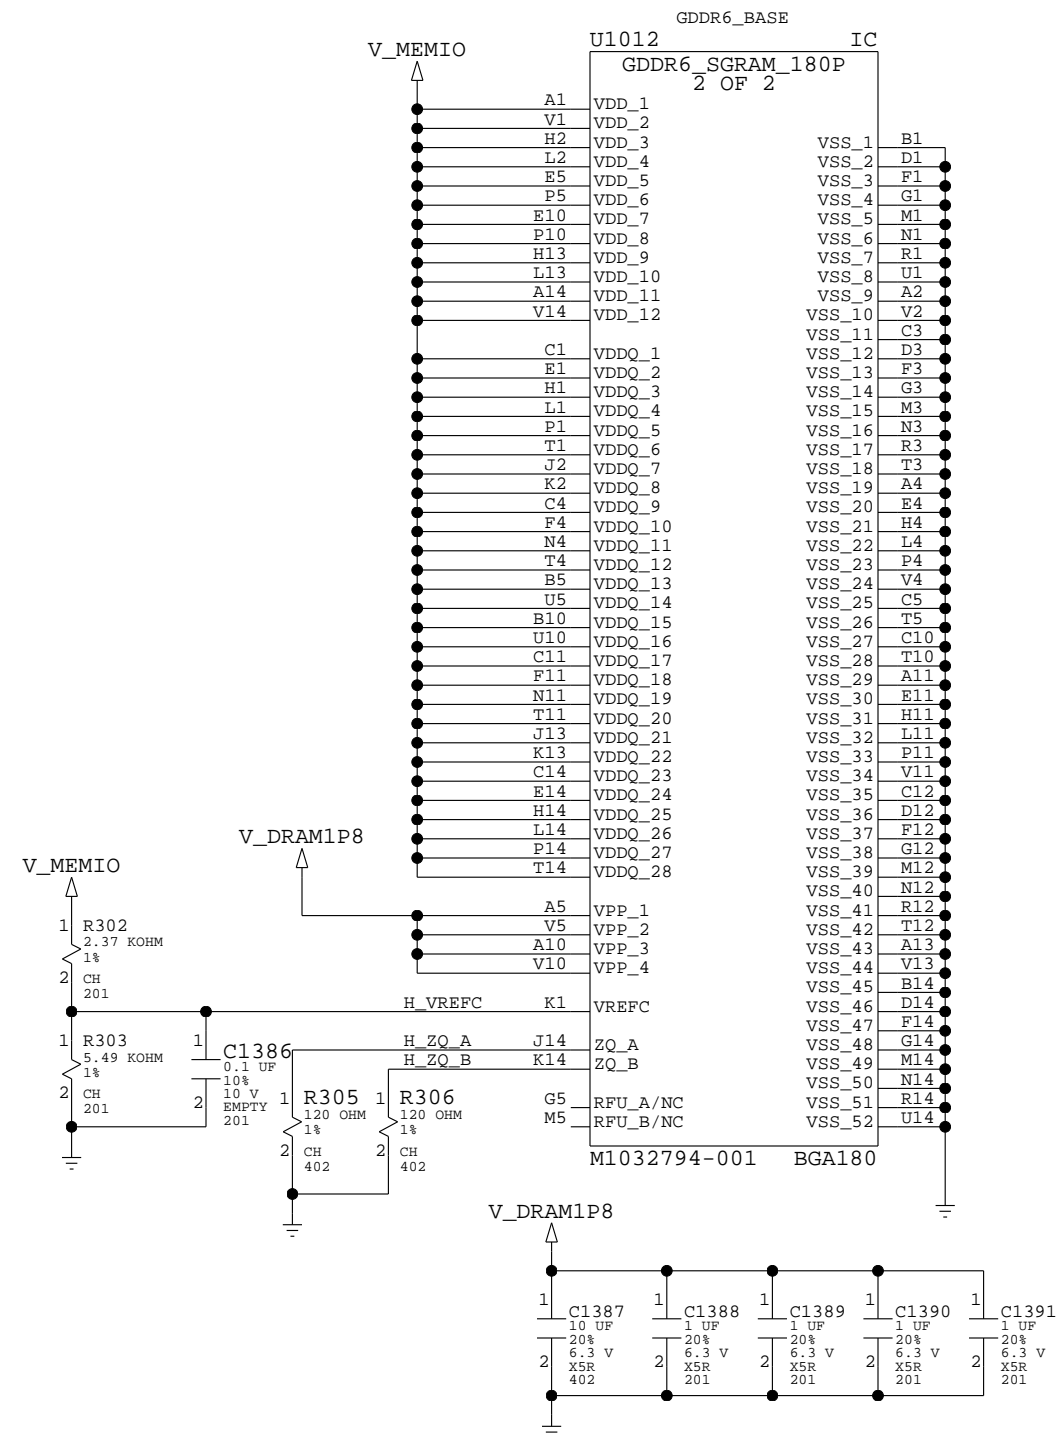 GDDR6_BASE
U1012 IC
GDDR6_SGRAM_180P
2 OF 2
V_MEMIO
A1 VDD_1
V1 VDD_2
H2 VDD_3
L2 VDD_4
E5 VDD_5
P5 VDD_6
E10 VDD_7
P10 VDD_8
H13 VDD_9
L13 VDD_10
A14 VDD_11
V14 VDD_12
C1 VDDQ_1
E1 VDDQ_2
H1 VDDQ_3
L1 VDDQ_4
P1 VDDQ_5
T1 VDDQ_6
J2 VDDQ_7
K2 VDDQ_8
C4 VDDQ_9
F4 VDDQ_10
N4 VDDQ_11
T4 VDDQ_12
B5 VDDQ_13
U5 VDDQ_14
B10 VDDQ_15
U10 VDDQ_16
C11 VDDQ_17
F11 VDDQ_18
N11 VDDQ_19
T11 VDDQ_20
J13 VDDQ_21
K13 VDDQ_22
C14 VDDQ_23
E14 VDDQ_24
H14 VDDQ_25
L14 VDDQ_26
P14 VDDQ_27
T14 VDDQ_28
V_DRAM1P8
A5 VPP_1
V5 VPP_2
A10 VPP_3
V10 VPP_4
H_VREFC K1 VREFC
H_ZQ_A J14 ZQ_A
H_ZQ_B K14 ZQ_B
G5 RFU_A/NC
M5 RFU_B/NC
VSS_1 B1
VSS_2 D1
VSS_3 F1
VSS_4 G1
VSS_5 M1
VSS_6 N1
VSS_7 R1
VSS_8 U1
VSS_9 A2
VSS_10 V2
VSS_11 C3
VSS_12 D3
VSS_13 F3
VSS_14 G3
VSS_15 M3
VSS_16 N3
VSS_17 R3
VSS_18 T3
VSS_19 A4
VSS_20 E4
VSS_21 H4
VSS_22 L4
VSS_23 P4
VSS_24 V4
VSS_25 C5
VSS_26 T5
VSS_27 C10
VSS_28 T10
VSS_29 A11
VSS_30 E11
VSS_31 H11
VSS_32 L11
VSS_33 P11
VSS_34 V11
VSS_35 C12
VSS_36 D12
VSS_37 F12
VSS_38 G12
VSS_39 M12
VSS_40 N12
VSS_41 R12
VSS_42 T12
VSS_43 A13
VSS_44 V13
VSS_45 B14
VSS_46 D14
VSS_47 F14
VSS_48 G14
VSS_49 M14
VSS_50 N14
VSS_51 R14
VSS_52 U14
M1032794-001 BGA180
V_MEMIO
1 R302
2.37 KOHM
1%
2 CH
201
1 R303
5.49 KOHM
1%
2 CH
201
1 C1386
0.1 UF
10%
10 V
2 EMPTY
201
1 R305
120 OHM
1%
2 CH
402
1 R306
120 OHM
1%
2 CH
402
V_DRAM1P8
1 C1387
10 UF
20%
6.3 V
2 X5R
402
1 C1388
1 UF
20%
6.3 V
2 X5R
201
1 C1389
1 UF
20%
6.3 V
2 X5R
201
1 C1390
1 UF
20%
6.3 V
2 X5R
201
1 C1391
1 UF
20%
6.3 V
2 X5R
201